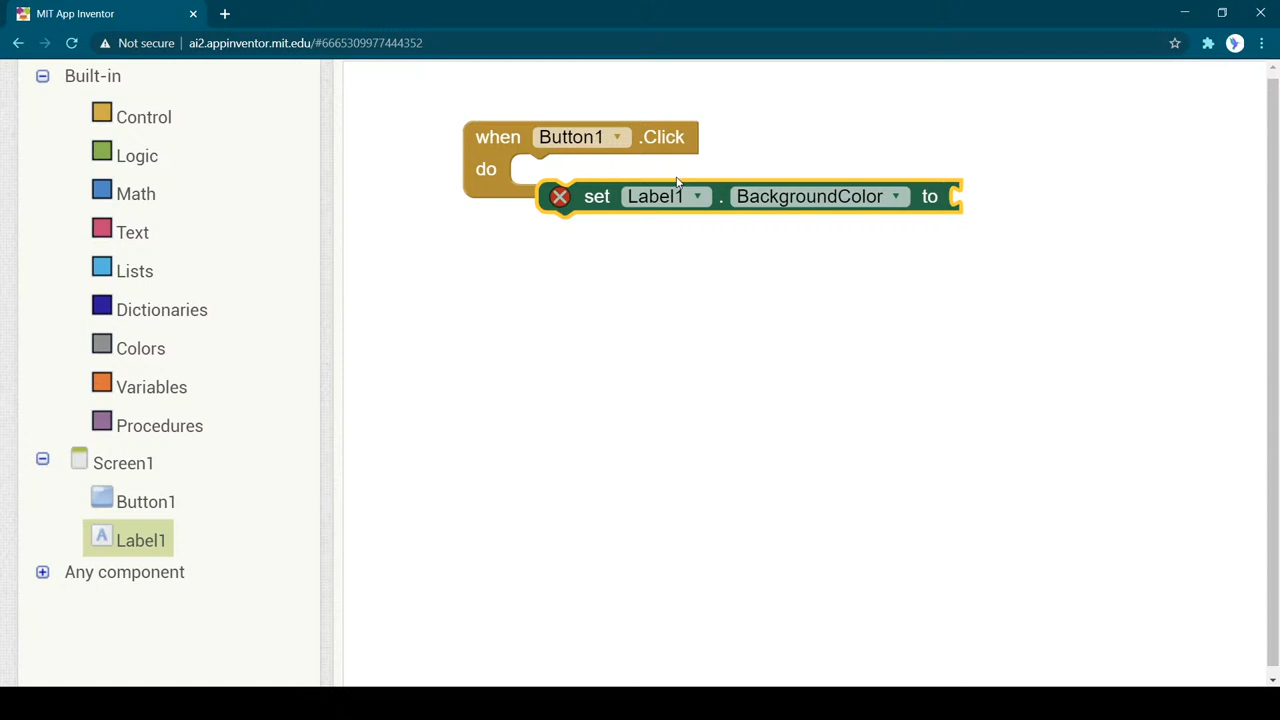 MIT App Inventor
Not secure
ai2.appinventor.mit.edu/#6665309977444352
Built-in
Control
Logic
Math
Text
Lists
Dictionaries
Colors
Variables
Procedures
Screen1
Button1
Label1
Any component
when Button1 .Click
do
set Label1 . BackgroundColor to